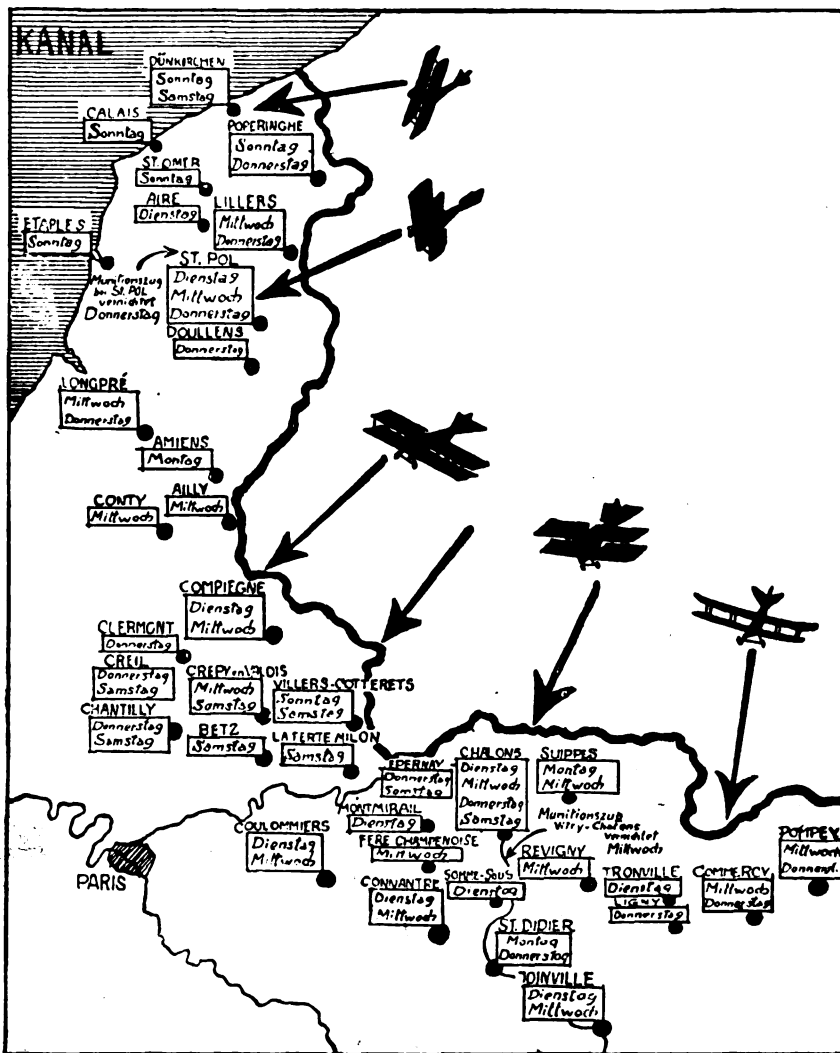 KANAL
DÜNKIRCHEN
Sonntag
Samstag
CALAIS
Sonntag
POPERINGHE
Sonntag
Donnerstag
ST. OMER
Sonntag
AIRE
Dienstag
LILLERS
Mittwoch
Donnerstag
ETAPLES
Sonntag
Munitionszug
bei St. POL
vernichtet
Donnerstag
ST. POL
Dienstag
Mittwoch
Donnerstag
DOULLENS
Donnerstag
LONGPRÉ
Mittwoch
Donnerstag
AMIENS
Montag
CONTY
Mittwoch
AILLY
Mittwoch
COMPIEGNE
Dienstag
Mittwoch
CLERMONT
Donnerstag
CREIL
Donnerstag
Samstag
CREPY en VALOIS
Mittwoch
Samstag
VILLERS-COTTERETS
Sonntag
Samstag
CHANTILLY
Donnerstag
Samstag
BETZ
Samstag
LA FERTE MILON
Samstag
EPERNAY
Donnerstag
Samstag
CHALONS
Dienstag
Mittwoch
Donnerstag
Samstag
SUIPPES
Montag
Mittwoch
MONTMIRAIL
Dienstag
Munitionszug
Vitry-Chalons
vernichtet
Mittwoch
COULOMMIERS
Dienstag
Mittwoch
FÈRE CHAMPENOISE
Mittwoch
REVIGNY
Mittwoch
POMPEY
Mittwoch
Donnerst.
PARIS
CONNANTRE
Dienstag
Mittwoch
SOMME-SOUS
Dienstag
TRONVILLE
Dienstag
LIGNY
Donnerstag
COMMERCY
Mittwoch
Donnerstag
ST. DIDIER
Montag
Donnerstag
JOINVILLE
Dienstag
Mittwoch